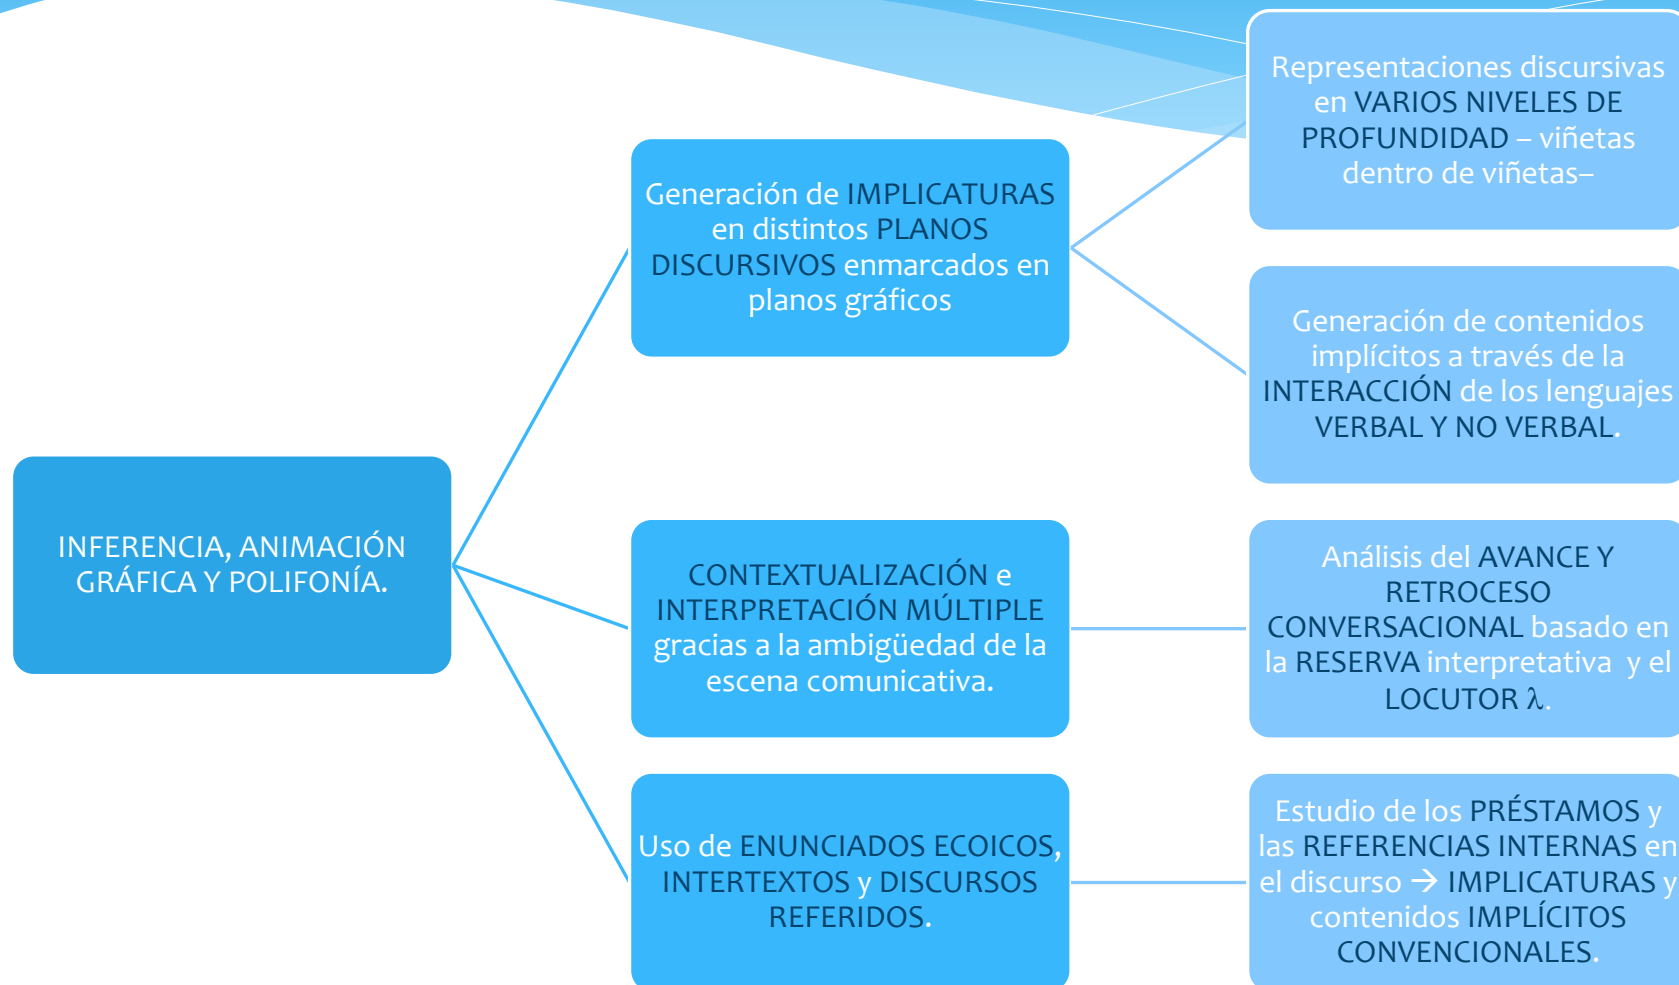 INFERENCIA, ANIMACIÓN
GRÁFICA Y POLIFONÍA.
Generación de IMPLICATURAS
en distintos PLANOS
DISCURSIVOS enmarcados en
planos gráficos
Representaciones discursivas
en VARIOS NIVELES DE
PROFUNDIDAD – viñetas
dentro de viñetas–
Generación de contenidos
implícitos a través de la
INTERACCIÓN de los lenguajes
VERBAL Y NO VERBAL.
CONTEXTUALIZACIÓN e
INTERPRETACIÓN MÚLTIPLE
gracias a la ambigüedad de la
escena comunicativa.
Análisis del AVANCE Y
RETROCESO
CONVERSACIONAL basado en
la RESERVA interpretativa y el
LOCUTOR λ.
Uso de ENUNCIADOS ECOICOS,
INTERTEXTOS y DISCURSOS
REFERIDOS.
Estudio de los PRÉSTAMOS y
las REFERENCIAS INTERNAS en
el discurso → IMPLICATURAS y
contenidos IMPLÍCITOS
CONVENCIONALES.